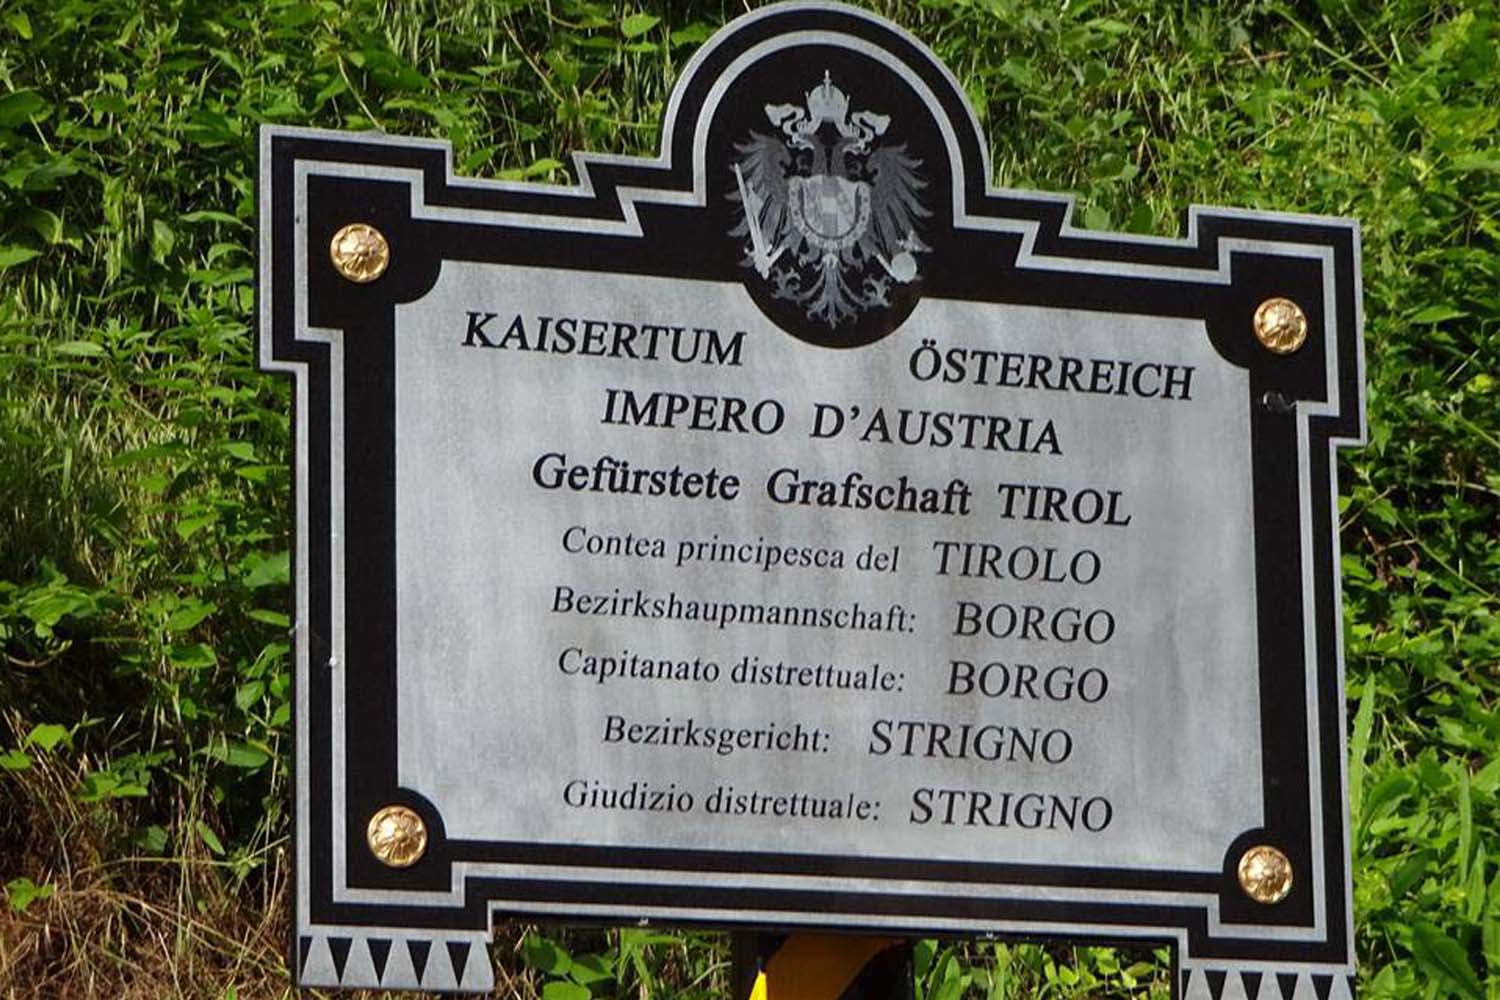 KAISERTUM ÖSTERREICH
IMPERO D'AUSTRIA
Gefürstete Grafschaft TIROL
Contea principesca del TIROLO
Bezirkshaupmannschaft: BORGO
Capitanato distrettuale: BORGO
Bezirksgericht: STRIGNO
Giudizio distrettuale: STRIGNO